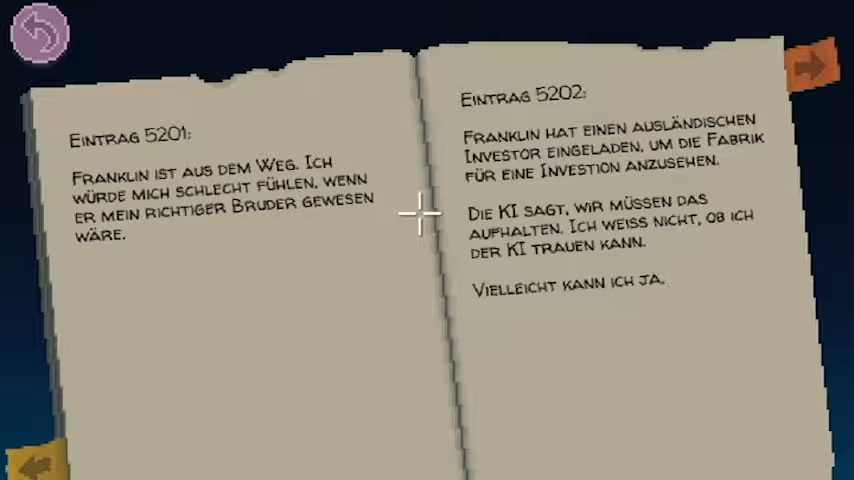 Eintrag 5201:
Franklin ist aus dem Weg. Ich
würde mich schlecht fühlen, wenn
er mein richtiger Bruder gewesen
wäre.
Eintrag 5202:
Franklin hat einen ausländischen
Investor eingeladen, um die Fabrik
für eine Investion anzusehen.
Die KI sagt, wir müssen das
aufhalten. Ich weiss nicht, ob ich
der KI trauen kann.
Vielleicht kann ich ja.